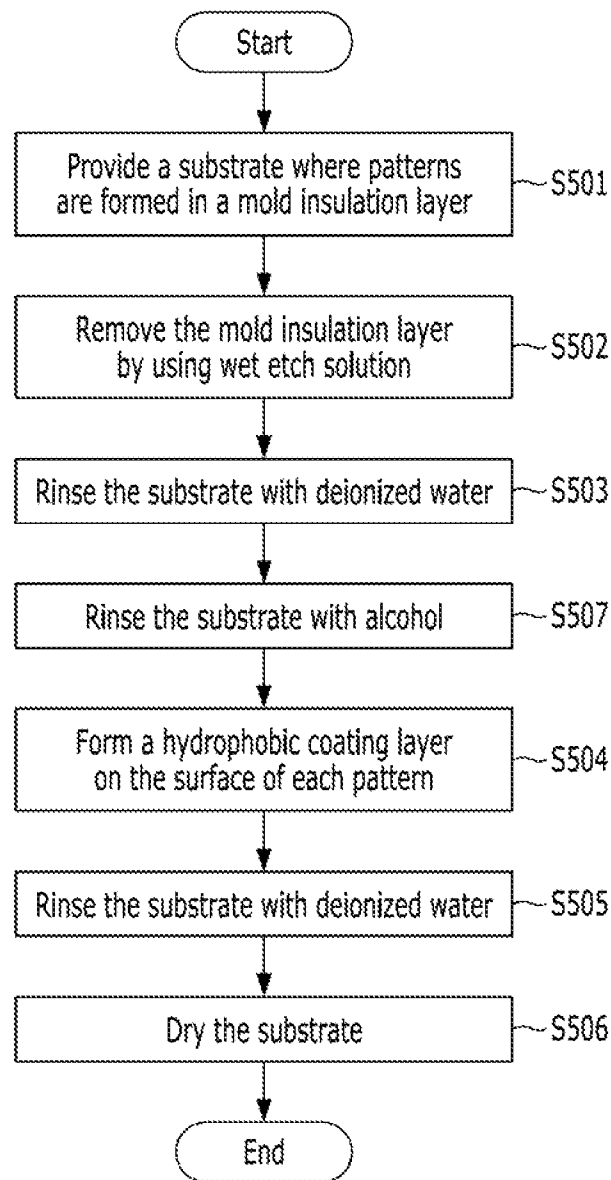 Start
Provide a substrate where patterns
are formed in a mold insulation layer
S501
Remove the mold insulation layer
by using wet etch solution
S502
Rinse the substrate with deionized water
S503
Rinse the substrate with alcohol
S507
Form a hydrophobic coating layer
on the surface of each pattern
S504
Rinse the substrate with deionized water
S505
Dry the substrate
S506
End